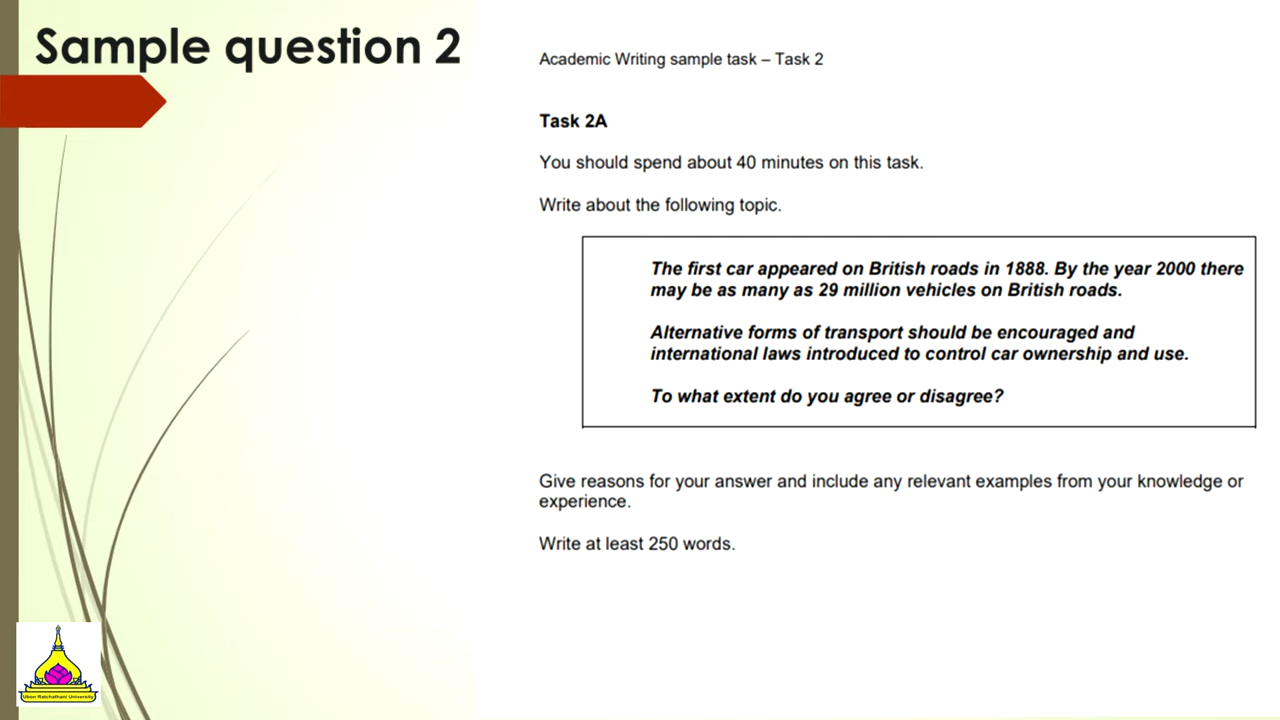 Sample question 2
Academic Writing sample task – Task 2
Task 2A
You should spend about 40 minutes on this task.
Write about the following topic.
The first car appeared on British roads in 1888. By the year 2000 there
may be as many as 29 million vehicles on British roads.
Alternative forms of transport should be encouraged and
international laws introduced to control car ownership and use.
To what extent do you agree or disagree?
Give reasons for your answer and include any relevant examples from your knowledge or
experience.
Write at least 250 words.
Ubon Ratchathani University